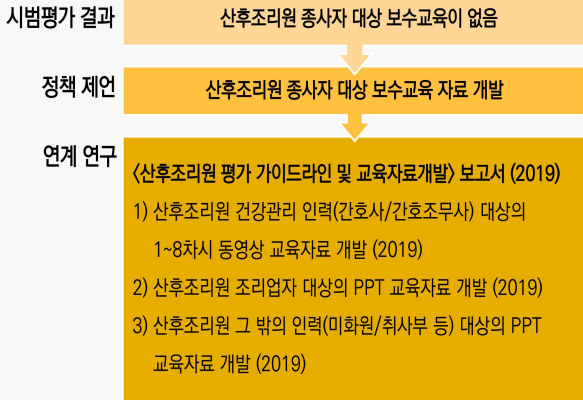 시범평가 결과
산후조리원 종사자 대상 보수교육이 없음
정책 제언
산후조리원 종사자 대상 보수교육 자료 개발
연계 연구
<산후조리원 평가 가이드라인 및 교육자료개발> 보고서 (2019)
1) 산후조리원 건강관리 인력(간호사/간호조무사) 대상의
1~8차시 동영상 교육자료 개발 (2019)
2) 산후조리원 조리업자 대상의 PPT 교육자료 개발 (2019)
3) 산후조리원 그 밖의 인력(미화원/취사부 등) 대상의 PPT
교육자료 개발 (2019)